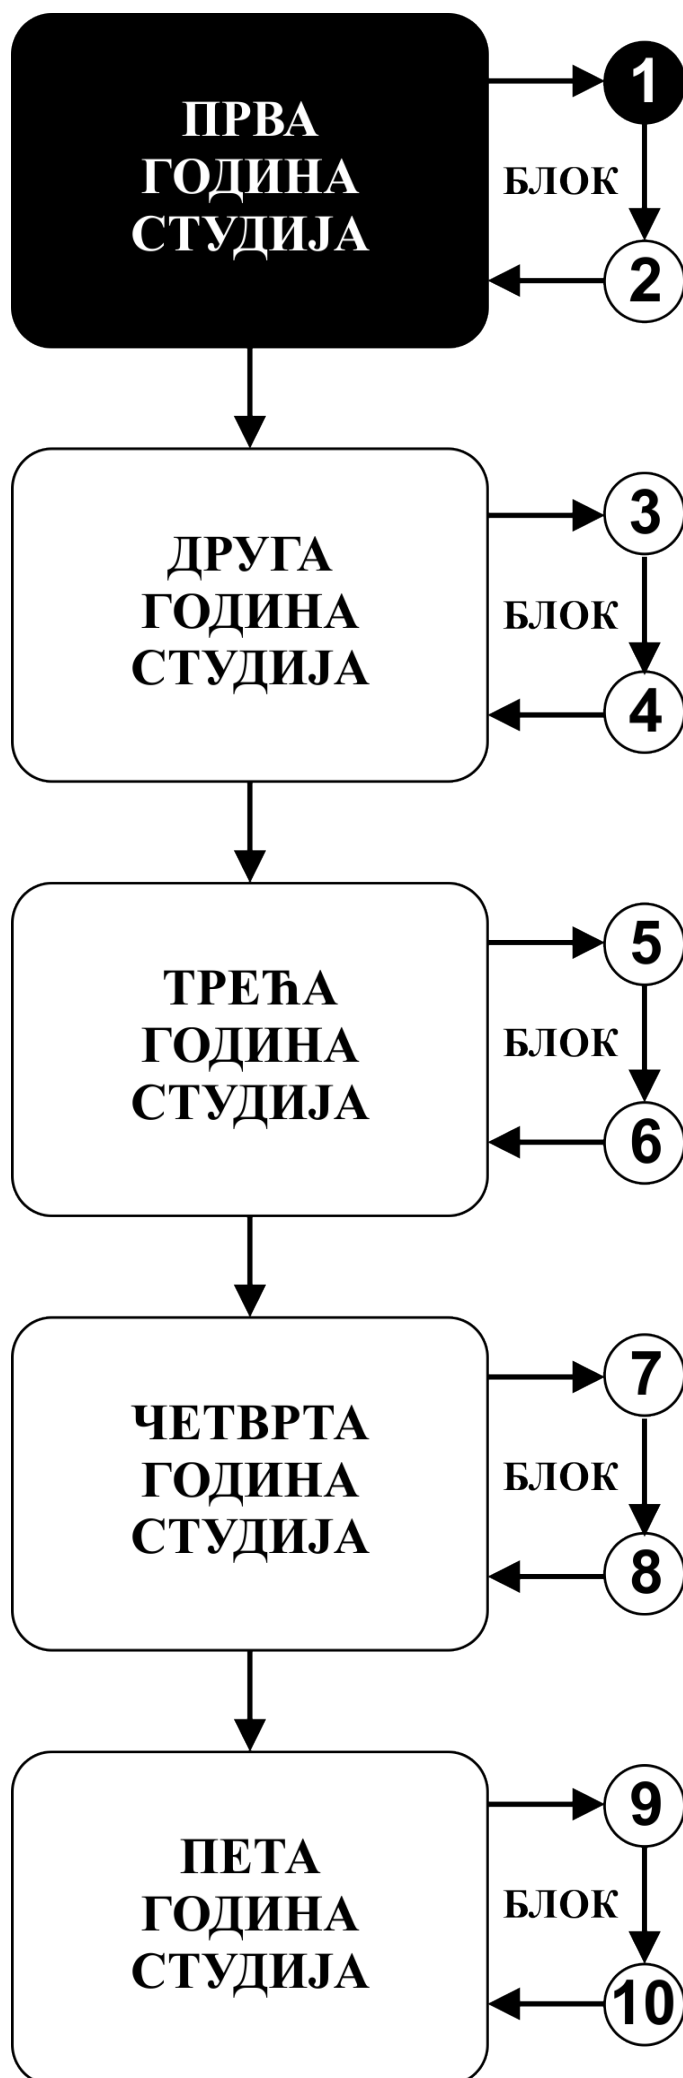 ПРВА
ГОДИНА
СТУДИЈА
1
БЛОК
2
ДРУГА
ГОДИНА
СТУДИЈА
3
БЛОК
4
ТРЕЋА
ГОДИНА
СТУДИЈА
5
БЛОК
6
ЧЕТВРТА
ГОДИНА
СТУДИЈА
7
БЛОК
8
ПЕТА
ГОДИНА
СТУДИЈА
9
БЛОК
10